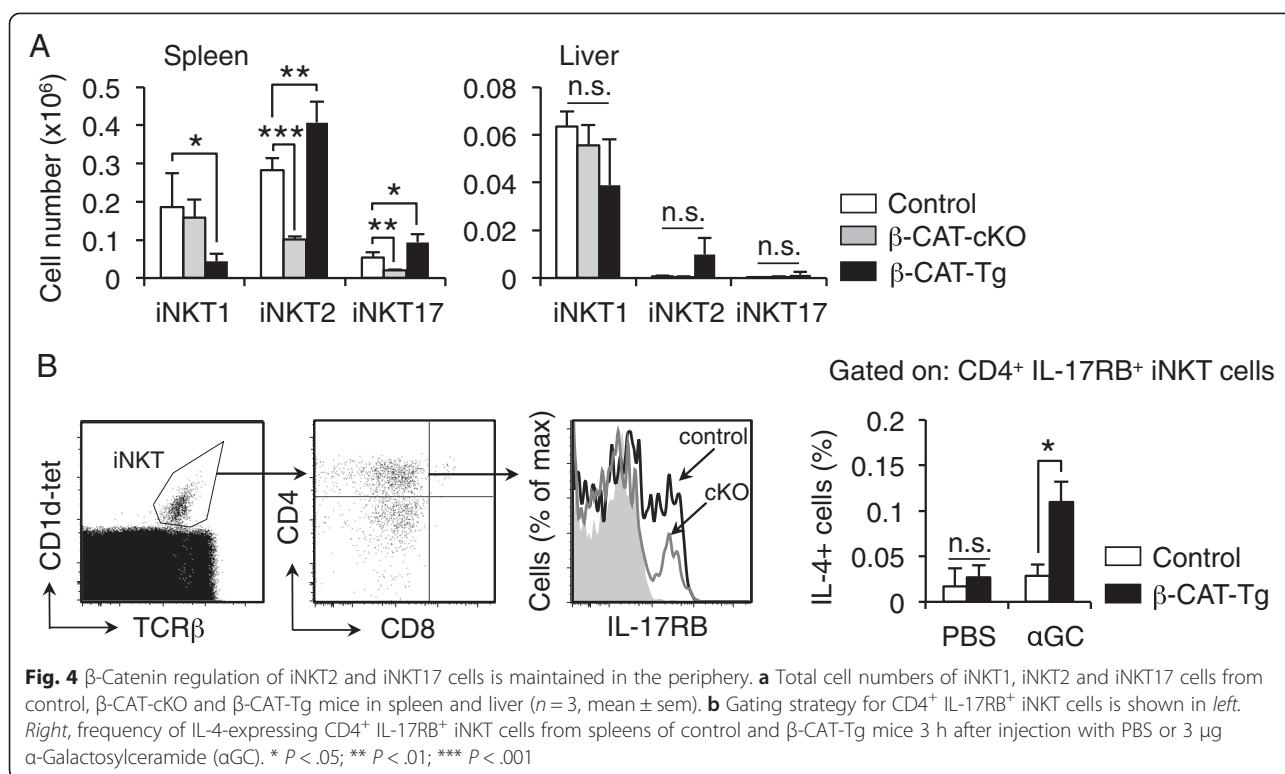 A
Spleen
Liver
Cell number (x10⁶)
0.5
0.4
0.3
0.2
0.1
0
*
***
**
**
*
iNKT1
iNKT2
iNKT17
0.08
0.06
0.04
0.02
0
n.s.
n.s.
n.s.
iNKT1
iNKT2
iNKT17
Control
β-CAT-cKO
β-CAT-Tg
B
Gated on: CD4⁺ IL-17RB⁺ iNKT cells
CD1d-tet
iNKT
TCRβ
CD4
CD8
Cells (% of max)
control
cKO
IL-17RB
IL-4+ cells (%)
0.2
0.15
0.1
0.05
0
n.s.
*
PBS
αGC
Control
β-CAT-Tg
Fig. 4 β-Catenin regulation of iNKT2 and iNKT17 cells is maintained in the periphery. a Total cell numbers of iNKT1, iNKT2 and iNKT17 cells from
control, β-CAT-cKO and β-CAT-Tg mice in spleen and liver (n = 3, mean ± sem). b Gating strategy for CD4⁺ IL-17RB⁺ iNKT cells is shown in left.
Right, frequency of IL-4-expressing CD4⁺ IL-17RB⁺ iNKT cells from spleens of control and β-CAT-Tg mice 3 h after injection with PBS or 3 μg
α-Galactosylceramide (αGC). * P < .05; ** P < .01; *** P < .001